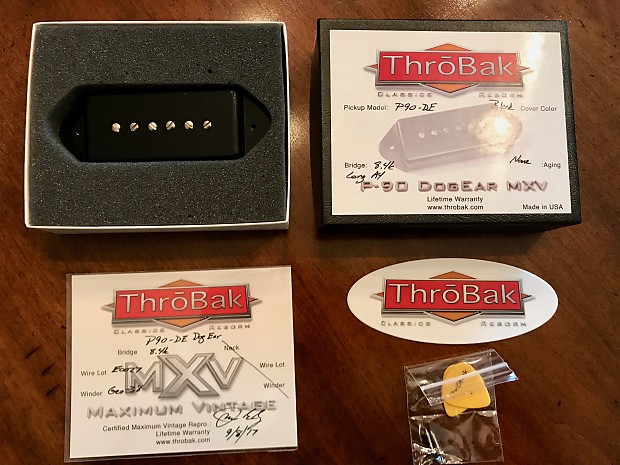 ThrōBak
Classics Reborn
Pickup Model: P90-DE Black :Cover Color
Bridge: 8.4k None :Aging
Long A4
P-90 DogEar MXV
Lifetime Warranty
www.throbak.com Made in USA
ThrōBak
Classics Reborn
P90-DE Dog Ear
Bridge Neck
8.4k
Wire Lot Wire Lot
MXV
Winder Winder
Maximum Vintage
Certified Maximum Vintage Repro.
Lifetime Warranty
www.throbak.com
9/8/17
ThrōBak
Classics Reborn